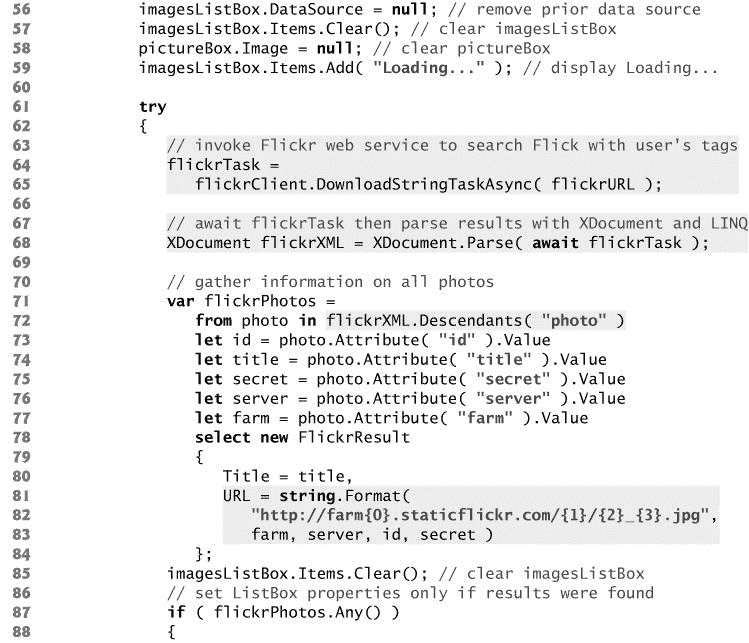 56 imagesListBox.DataSource = null; // remove prior data source
57 imagesListBox.Items.Clear(); // clear imagesListBox
58 pictureBox.Image = null; // clear pictureBox
59 imagesListBox.Items.Add( "Loading..." ); // display Loading...
60
61 try
62 {
63 // invoke Flickr web service to search Flick with user's tags
64 flickrTask =
65 flickrClient.DownloadStringTaskAsync( flickrURL );
66
67 // await flickrTask then parse results with XDocument and LINQ
68 XDocument flickrXML = XDocument.Parse( await flickrTask );
69
70 // gather information on all photos
71 var flickrPhotos =
72 from photo in flickrXML.Descendants( "photo" )
73 let id = photo.Attribute( "id" ).Value
74 let title = photo.Attribute( "title" ).Value
75 let secret = photo.Attribute( "secret" ).Value
76 let server = photo.Attribute( "server" ).Value
77 let farm = photo.Attribute( "farm" ).Value
78 select new FlickrResult
79 {
80 Title = title,
81 URL = string.Format(
82 "http://farm{0}.staticflickr.com/{1}/{2}_{3}.jpg",
83 farm, server, id, secret )
84 };
85 imagesListBox.Items.Clear(); // clear imagesListBox
86 // set ListBox properties only if results were found
87 if ( flickrPhotos.Any() )
88 {